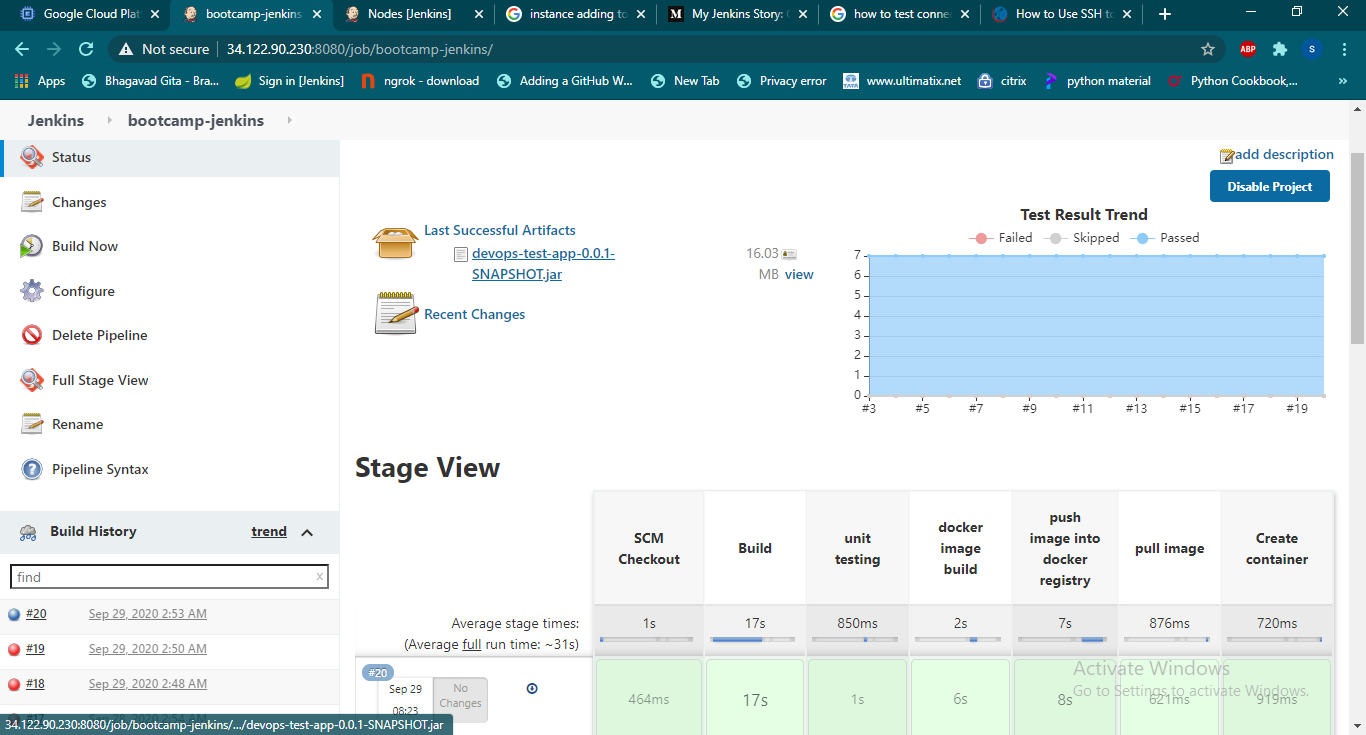 Google Cloud Plat
bootcamp-jenkins
Nodes [Jenkins]
instance adding to
My Jenkins Story:
how to test conne
How to Use SSH to
Not secure
34.122.90.230:8080/job/bootcamp-jenkins/
ABP
S
Apps
Bhagavad Gita - Bra...
Sign in [Jenkins]
ngrok - download
Adding a GitHub W...
New Tab
Privacy error
www.ultimatix.net
citrix
python material
Python Cookbook,...
»
Jenkins
bootcamp-jenkins
Status
Changes
Build Now
Configure
Delete Pipeline
Full Stage View
Rename
Pipeline Syntax
Build History
trend
find
x
#20
Sep 29, 2020 2:53 AM
#19
Sep 29, 2020 2:50 AM
#18
Sep 29, 2020 2:48 AM
34.122.90.230:8080/job/bootcamp-jenkins/.../devops-test-app-0.0.1-SNAPSHOT.jar
add description
Disable Project
Last Successful Artifacts
devops-test-app-0.0.1-
SNAPSHOT.jar
16.03
MB view
Recent Changes
Test Result Trend
Failed Skipped Passed
7
6
5
4
3
2
1
0
#3 #5 #7 #9 #11 #13 #15 #17 #19
Stage View
SCM
Checkout
Build
unit
testing
docker
image
build
push
image into
docker
registry
pull image
Create
container
Average stage times:
(Average full run time: ~31s)
1s
17s
850ms
2s
7s
876ms
720ms
#20
Sep 29
08:23
No
Changes
464ms
17s
1s
6s
8s
621ms
919ms
Activate Windows
Go to Settings to activate Windows.